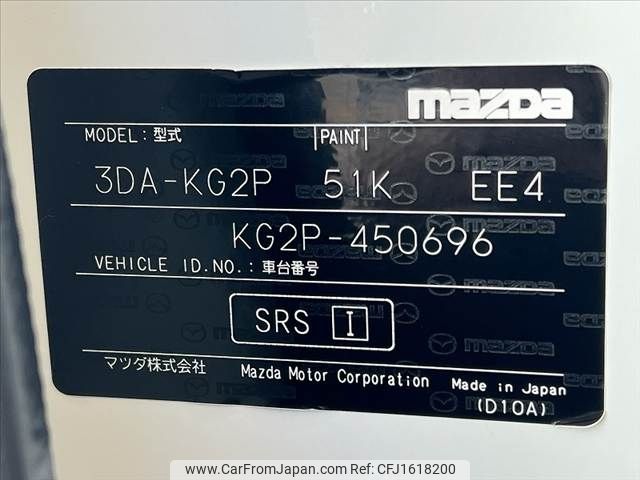 mazda
MODEL: 型式 PAINT
3DA-KG2P 51K EE4
KG2P-450696
VEHICLE ID.NO.: 車台番号
SRS I
マツダ株式会社 Mazda Motor Corporation Made in Japan
(D10A)
www.CarFromJapan.com CFJ1618200